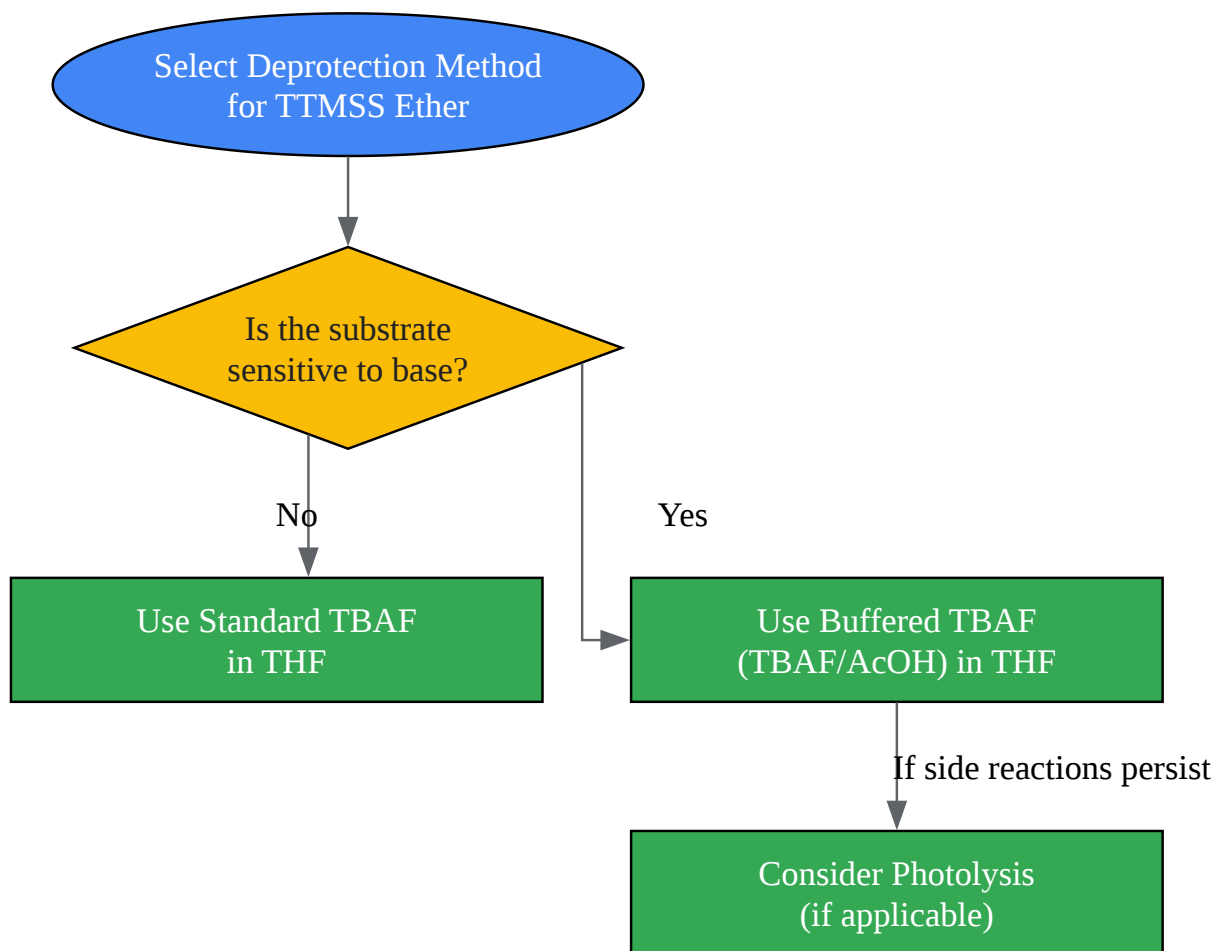 Select Deprotection Method
for TTMSS Ether
Is the substrate
sensitive to base?
No
Yes
Use Standard TBAF
in THF
Use Buffered TBAF
(TBAF/AcOH) in THF
If side reactions persist
Consider Photolysis
(if applicable)